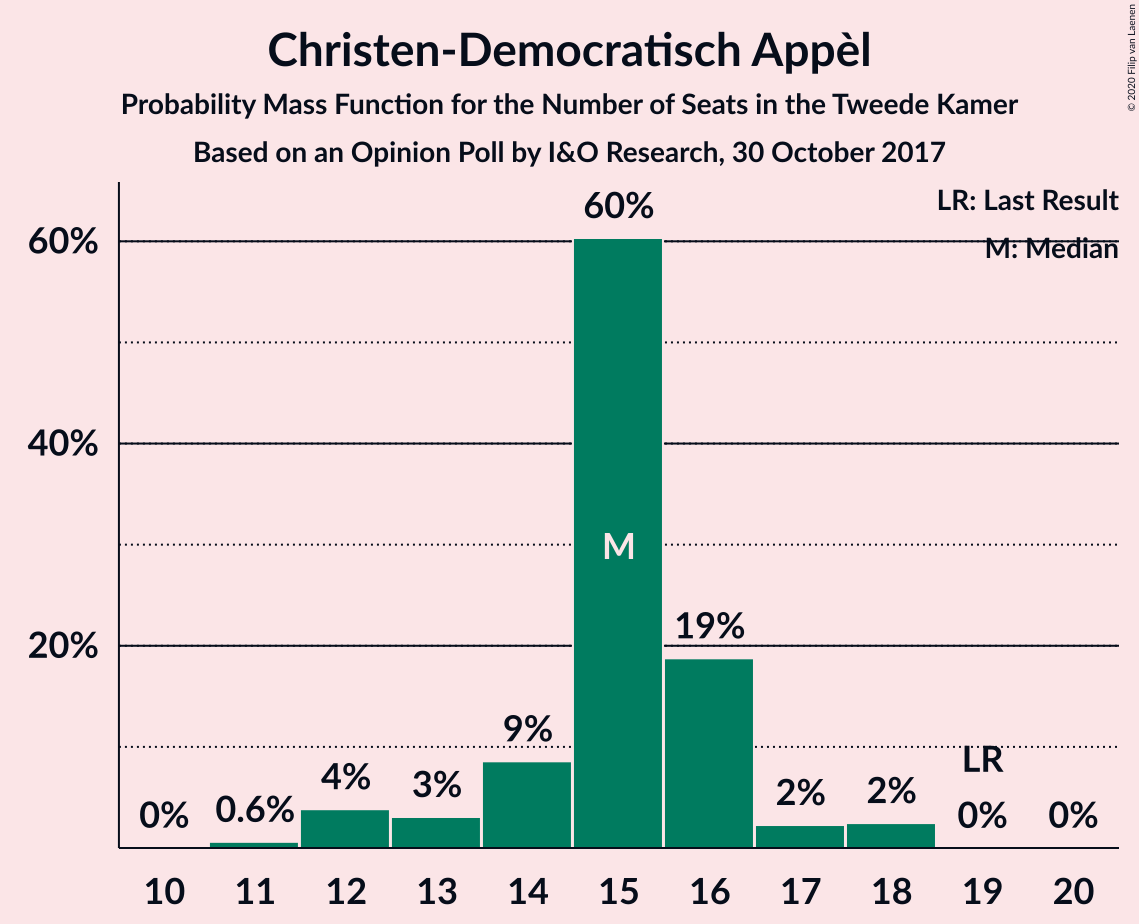 Christen-Democratisch Appèl
Probability Mass Function for the Number of Seats in the Tweede Kamer
Based on an Opinion Poll by I&O Research, 30 October 2017
© 2020 Filip van Laenen
LR: Last Result
M: Median
60%
40%
20%
0%
0.6%
4%
3%
9%
60%
M
19%
2%
2%
LR
0%
0%
10 11 12 13 14 15 16 17 18 19 20